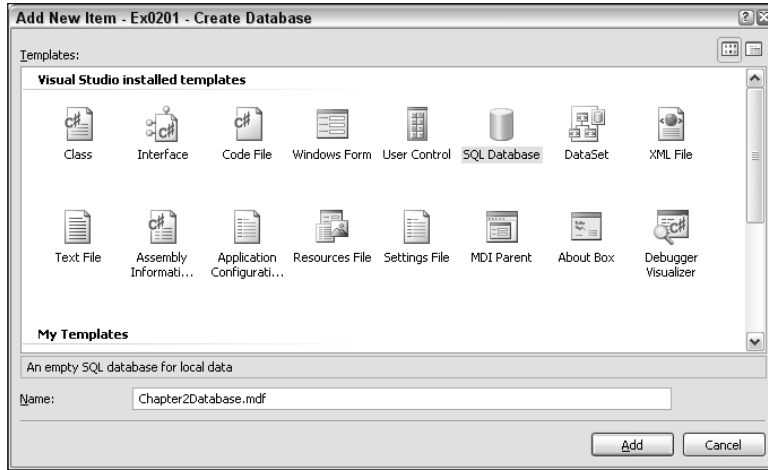 Add New Item - Ex0201 - Create Database
Templates:
Visual Studio installed templates
Class
Interface
Code File
Windows Form
User Control
SQL Database
DataSet
XML File
Text File
Assembly Informati...
Application Configurati...
Resources File
Settings File
MDI Parent
About Box
Debugger Visualizer
My Templates
An empty SQL database for local data
Name:
Chapter2Database.mdf
Add
Cancel